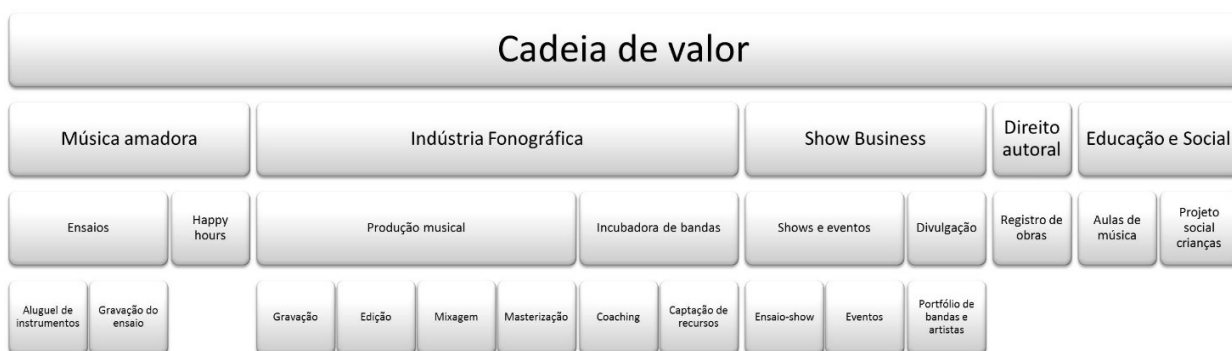 Cadeia de valor
Música amadora
Indústria Fonográfica
Show Business
Direito
autoral
Educação e Social
Ensaios
Happy
hours
Produção musical
Incubadora de bandas
Shows e eventos
Divulgação
Registro de
obras
Aulas de
música
Projeto
social
crianças
Aluguel de
instrumentos
Gravação do
ensaio
Gravação
Edição
Mixagem
Masterização
Coaching
Captação de
recursos
Ensaio-show
Eventos
Portfólio de
bandas e
artistas